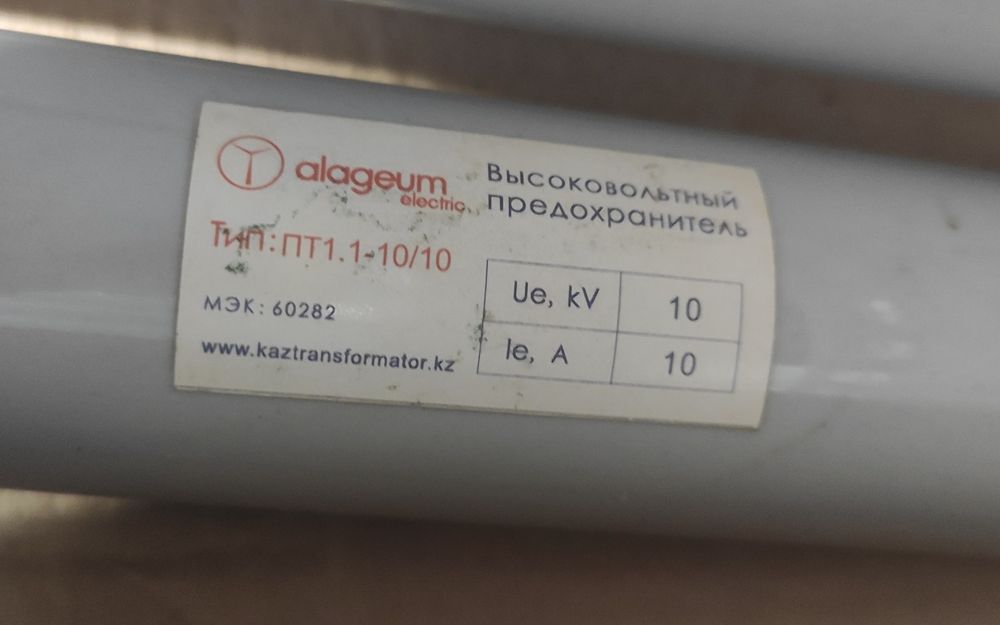 alageum
electric
Высоковольтный
предохранитель
Тип: ПТ1.1-10/10
МЭК: 60282
www.kaztransformator.kz
Ue, kV 10
Ie, A 10